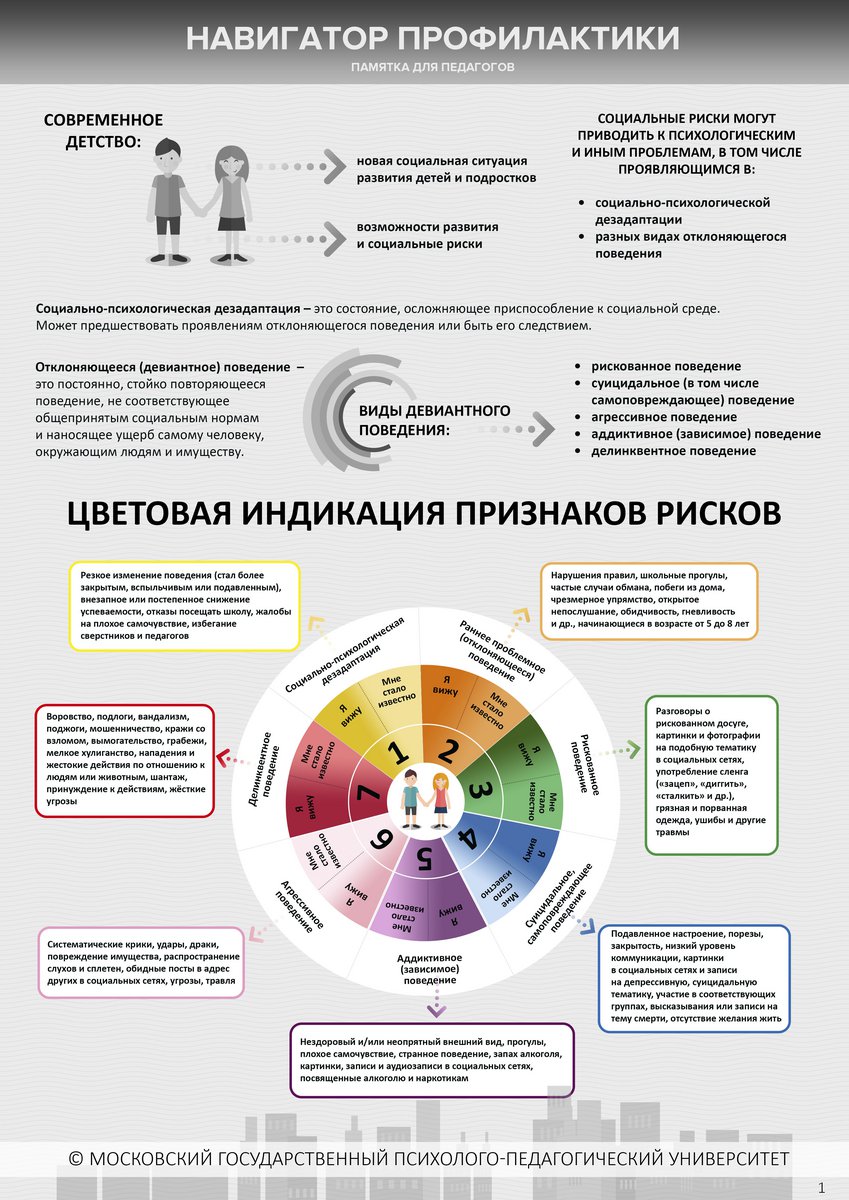 НАВИГАТОР ПРОФИЛАКТИКИ
ПАМЯТКА ДЛЯ ПЕДАГОГОВ
СОВРЕМЕННОЕ
ДЕТСТВО:
новая социальная ситуация
развития детей и подростков
возможности развития
и социальные риски
СОЦИАЛЬНЫЕ РИСКИ МОГУТ
ПРИВОДИТЬ К ПСИХОЛОГИЧЕСКИМ
И ИНЫМ ПРОБЛЕМАМ, В ТОМ ЧИСЛЕ
ПРОЯВЛЯЮЩИМСЯ В:
• социально-психологической
дезадаптации
• разных видах отклоняющегося
поведения
Социально-психологическая дезадаптация – это состояние, осложняющее приспособление к социальной среде.
Может предшествовать проявлениям отклоняющегося поведения или быть его следствием.
Отклоняющееся (девиантное) поведение –
это постоянно, стойко повторяющееся
поведение, не соответствующее
общепринятым социальным нормам
и наносящее ущерб самому человеку,
окружающим людям и имуществу.
ВИДЫ ДЕВИАНТНОГО
ПОВЕДЕНИЯ:
• рискованное поведение
• суицидальное (в том числе
самоповреждающее) поведение
• агрессивное поведение
• аддиктивное (зависимое) поведение
• делинквентное поведение
ЦВЕТОВАЯ ИНДИКАЦИЯ ПРИЗНАКОВ РИСКОВ
Резкое изменение поведения (стал более
закрытым, вспыльчивым или подавленным),
внезапное или постепенное снижение
успеваемости, отказы посещать школу, жалобы
на плохое самочувствие, избегание
сверстников и педагогов
Нарушения правил, школьные прогулы,
частые случаи обмана, побеги из дома,
чрезмерное упрямство, открытое
непослушание, обидчивость, гневливость
и др., начинающиеся в возрасте от 5 до 8 лет
Социально-психологическая
дезадаптация
Я
вижу
Мне
стало
известно
1
Раннее проблемное
(отклоняющееся)
поведение
Я
вижу
Мне
стало
известно
2
Рискованное
поведение
Я
вижу
Мне
стало
известно
3
Разговоры о
рискованном досуге,
картинки и фотографии
на подобную тематику
в социальных сетях,
употребление сленга
(«зацеп», «диггить»,
«сталкить» и др.),
грязная и порванная
одежда, ушибы и другие
травмы
Суицидальное,
самоповреждающее
поведение
Я
вижу
Мне
стало
известно
4
Подавленное настроение, порезы,
закрытость, низкий уровень
коммуникации, картинки
в социальных сетях и записи
на депрессивную, суицидальную
тематику, участие в соответствующих
группах, высказывания или записи на
тему смерти, отсутствие желания жить
Аддиктивное
(зависимое)
поведение
Я
вижу
Мне
стало
известно
5
Нездоровый и/или неопрятный внешний вид, прогулы,
плохое самочувствие, странное поведение, запах алкоголя,
картинки, записи и аудиозаписи в социальных сетях,
посвященные алкоголю и наркотикам
Агрессивное
поведение
Я
вижу
Мне
стало
известно
6
Систематические крики, удары, драки,
повреждение имущества, распространение
слухов и сплетен, обидные посты в адрес
других в социальных сетях, угрозы, травля
Делинквентное
поведение
Я
вижу
Мне
стало
известно
7
Воровство, подлоги, вандализм,
поджоги, мошенничество, кражи со
взломом, вымогательство, грабежи,
мелкое хулиганство, нападения и
жестокие действия по отношению к
людям или животным, шантаж,
принуждение к действиям, жёсткие
угрозы
© МОСКОВСКИЙ ГОСУДАРСТВЕННЫЙ ПСИХОЛОГО-ПЕДАГОГИЧЕСКИЙ УНИВЕРСИТЕТ
1